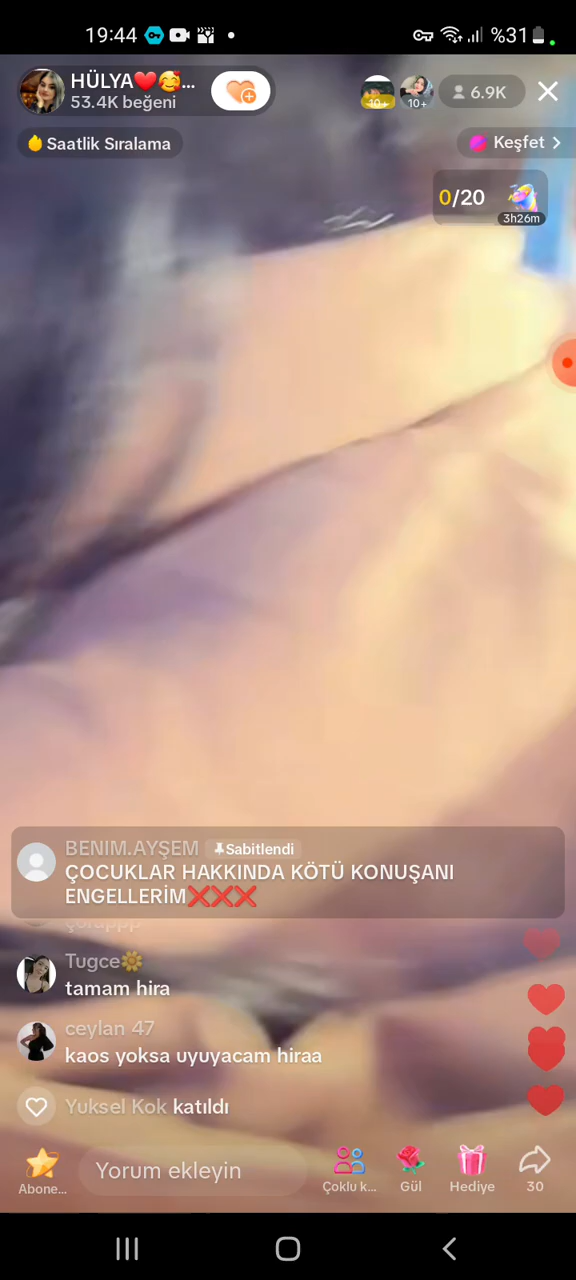 19:44
%31
HÜLYA❤️🥰...
53.4K beğeni
10+
10+
6.9K
Saatlik Sıralama
Keşfet
0/20
3h26m
BENIM.AYŞEM Sabitlendi
ÇOCUKLAR HAKKINDA KÖTÜ KONUŞANI
ENGELLERİM❌❌❌
çorappp
Tugce🌼
tamam hira
ceylan 47
kaos yoksa uyuyacam hiraa
Yuksel Kok katıldı
Yorum ekleyin
Abone...
Çoklu k...
Gül
Hediye
30